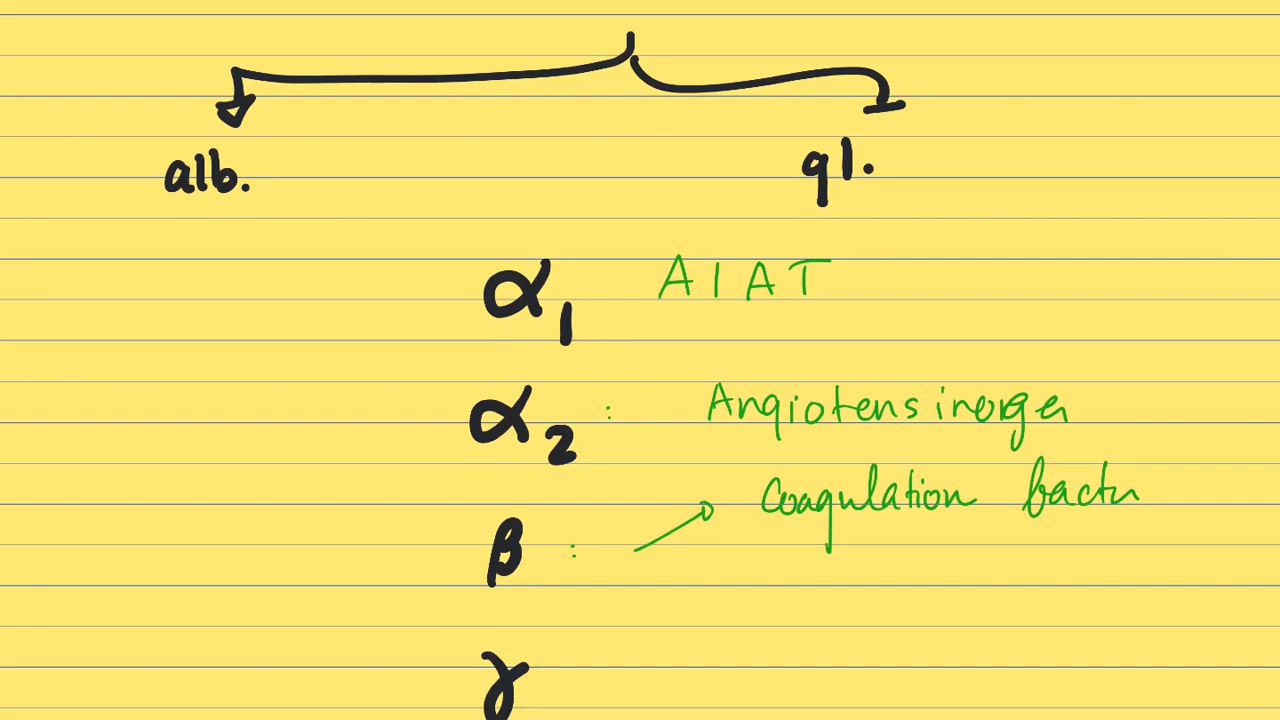 alb. gl.
α₁ A1AT
α₂ : Angiotensinogen
coagulation factor
β :
γ